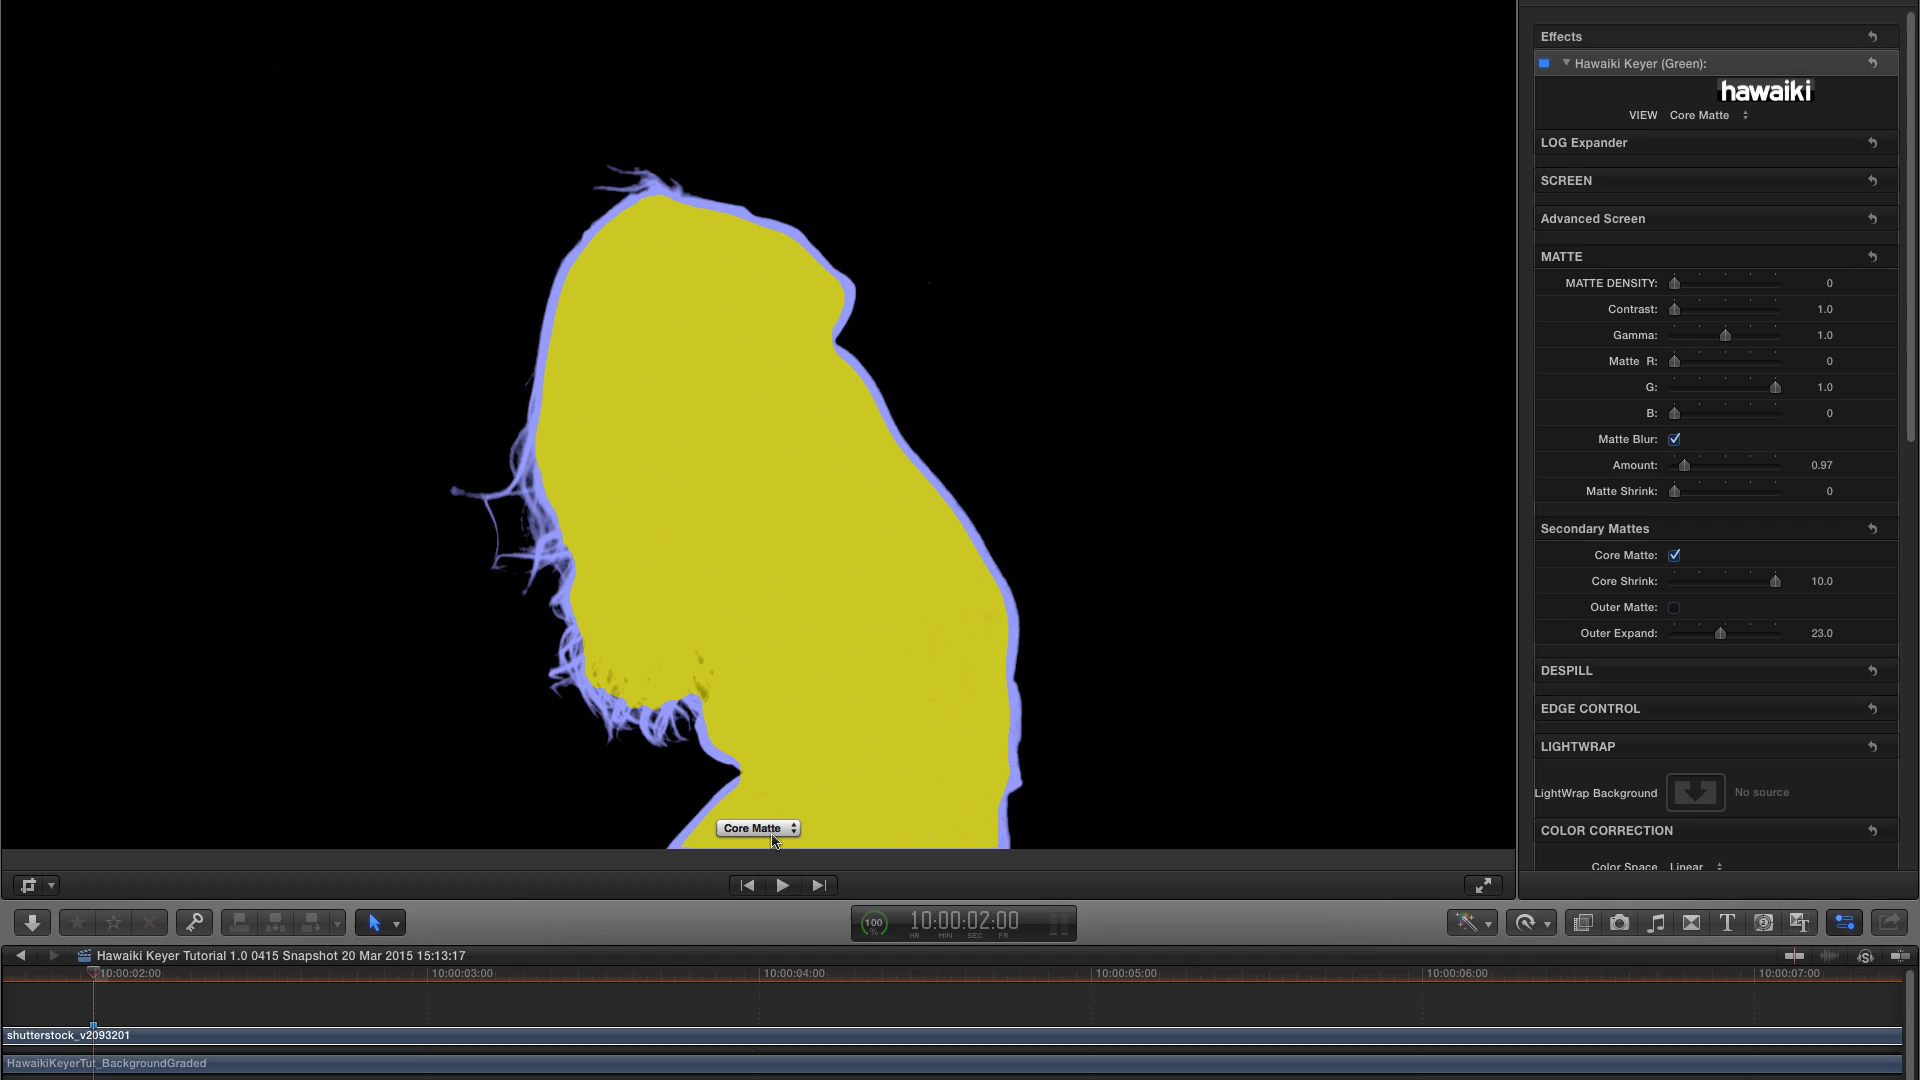 Effects
Hawaiki Keyer (Green):
hawaiki
VIEW Core Matte
LOG Expander
SCREEN
Advanced Screen
MATTE
MATTE DENSITY: 0
Contrast: 1.0
Gamma: 1.0
Matte R: 0
G: 1.0
B: 0
Matte Blur:
Amount: 0.97
Matte Shrink: 0
Secondary Mattes
Core Matte:
Core Shrink: 10.0
Outer Matte:
Outer Expand: 23.0
DESPILL
EDGE CONTROL
LIGHTWRAP
LightWrap Background No source
COLOR CORRECTION
Color Space Linear
Core Matte
100 %
10:00:02:00
HR MIN SEC FR
Hawaiki Keyer Tutorial 1.0 0415 Snapshot 20 Mar 2015 15:13:17
10:00:02:00 10:00:03:00 10:00:04:00 10:00:05:00 10:00:06:00 10:00:07:00
shutterstock_v2093201
HawaikiKeyerTut_BackgroundGraded